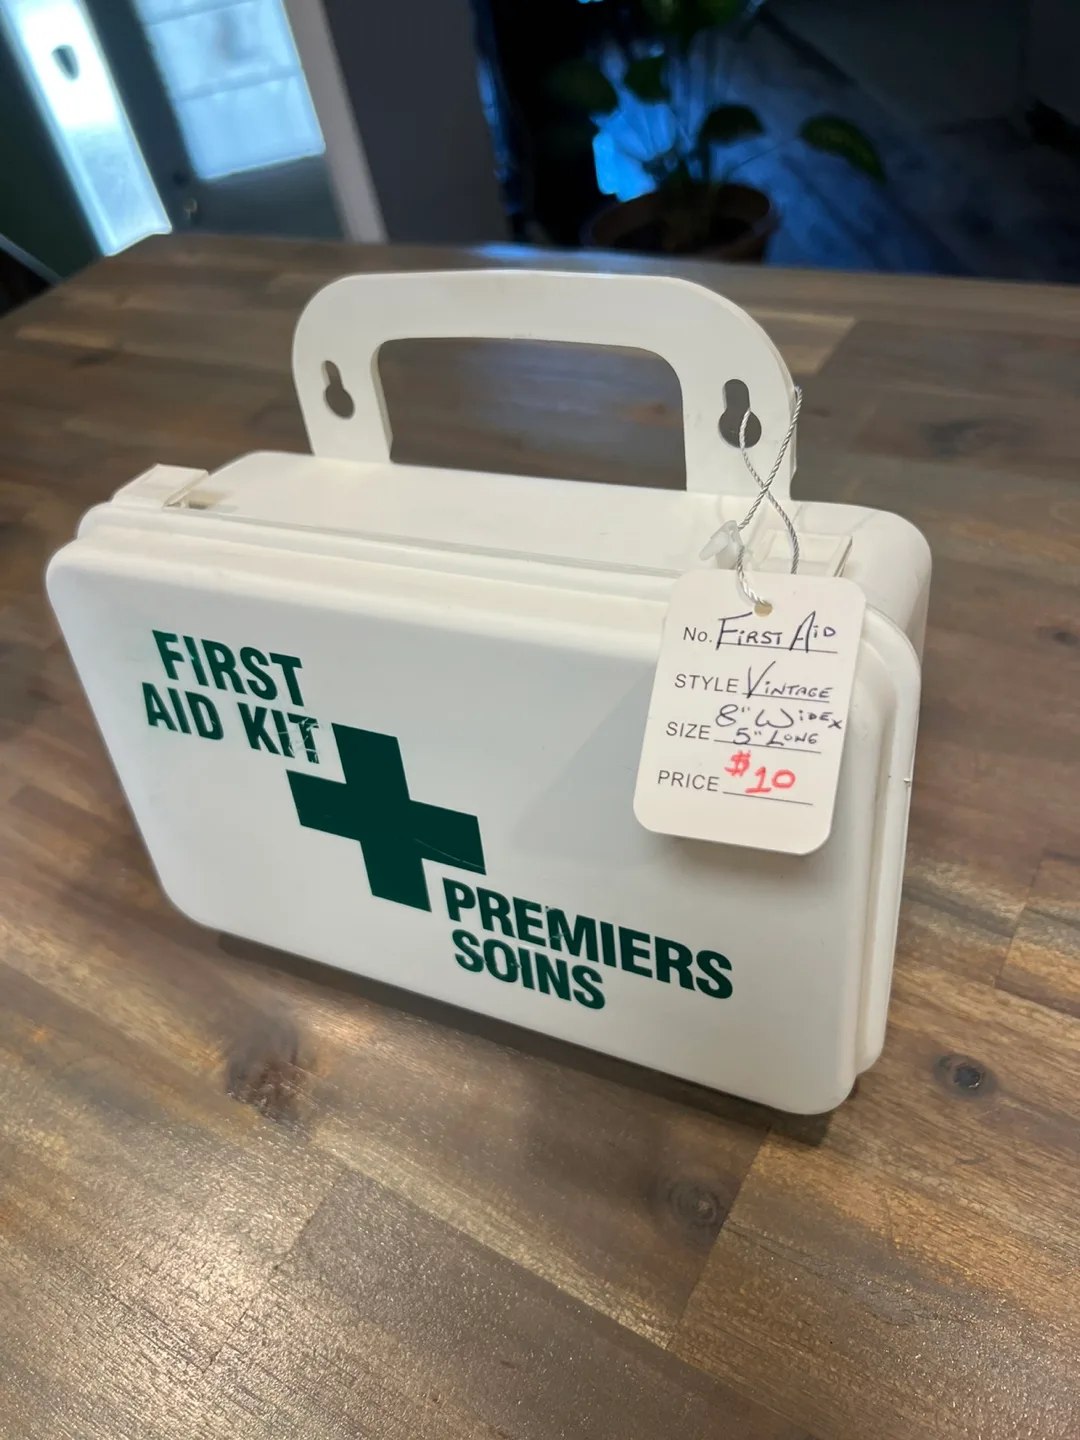 FIRST
AID KIT
PREMIERS
SOINS
No. FIRST AID
STYLE VINTAGE
SIZE 8" WIDE X
5" LONG
PRICE $10